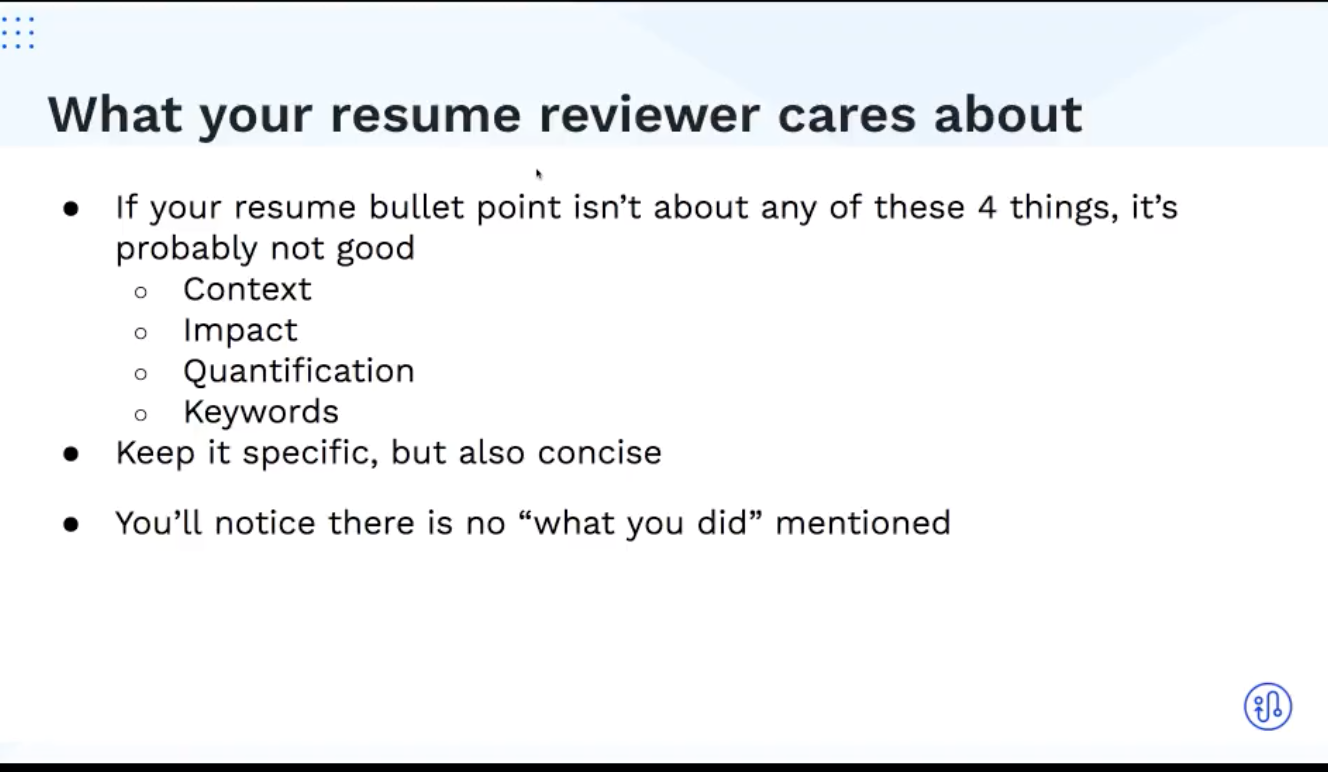 What your resume reviewer cares about
● If your resume bullet point isn’t about any of these 4 things, it’s
probably not good
○ Context
○ Impact
○ Quantification
○ Keywords
● Keep it specific, but also concise
● You’ll notice there is no “what you did” mentioned